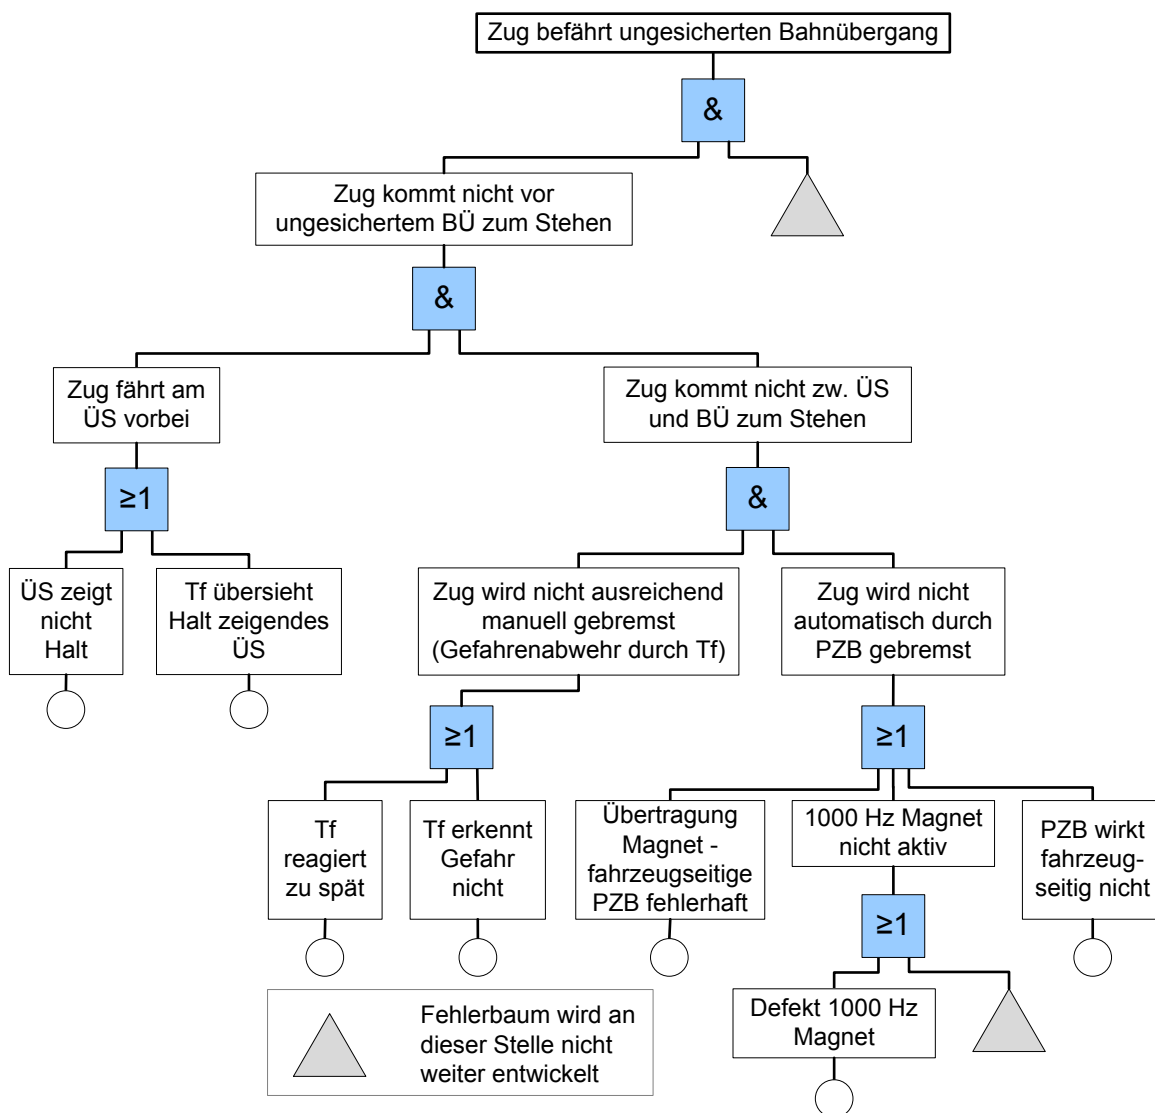 Zug befährt ungesicherten Bahnübergang
&
Zug kommt nicht vor
ungesichertem BÜ zum Stehen
&
Zug fährt am
ÜS vorbei
Zug kommt nicht zw. ÜS
und BÜ zum Stehen
≥1
&
ÜS zeigt
nicht
Halt
Tf übersieht
Halt zeigendes
ÜS
Zug wird nicht ausreichend
manuell gebremst
(Gefahrenabwehr durch Tf)
Zug wird nicht
automatisch durch
PZB gebremst
≥1
≥1
Tf
reagiert
zu spät
Tf erkennt
Gefahr
nicht
Übertragung
Magnet -
fahrzeugseitige
PZB fehlerhaft
1000 Hz Magnet
nicht aktiv
PZB wirkt
fahrzeug-
seitig nicht
≥1
Defekt 1000 Hz
Magnet
Fehlerbaum wird an
dieser Stelle nicht
weiter entwickelt